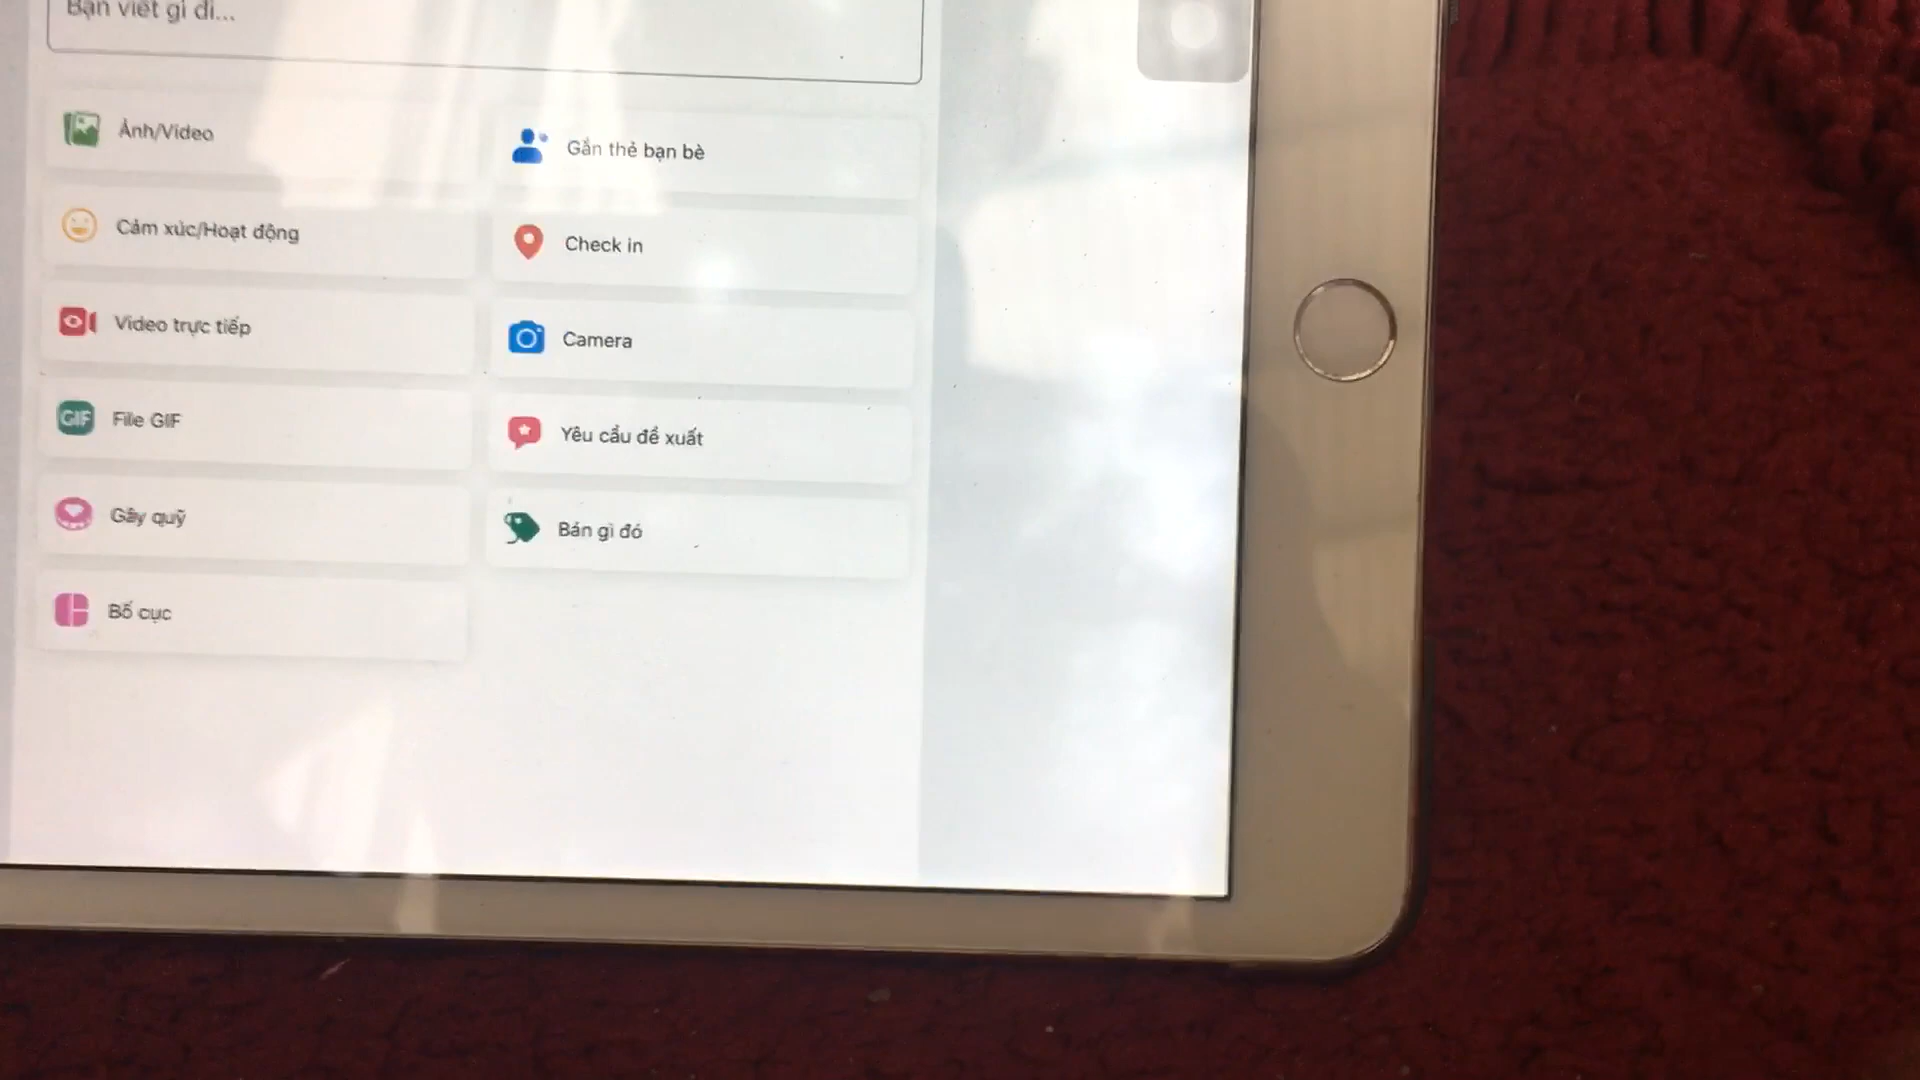 Bạn viết gì đi...
Ảnh/Video
Gắn thẻ bạn bè
Cảm xúc/Hoạt động
Check in
Video trực tiếp
Camera
GIF
File GIF
Yêu cầu đề xuất
Gây quỹ
Bán gì đó
Bố cục